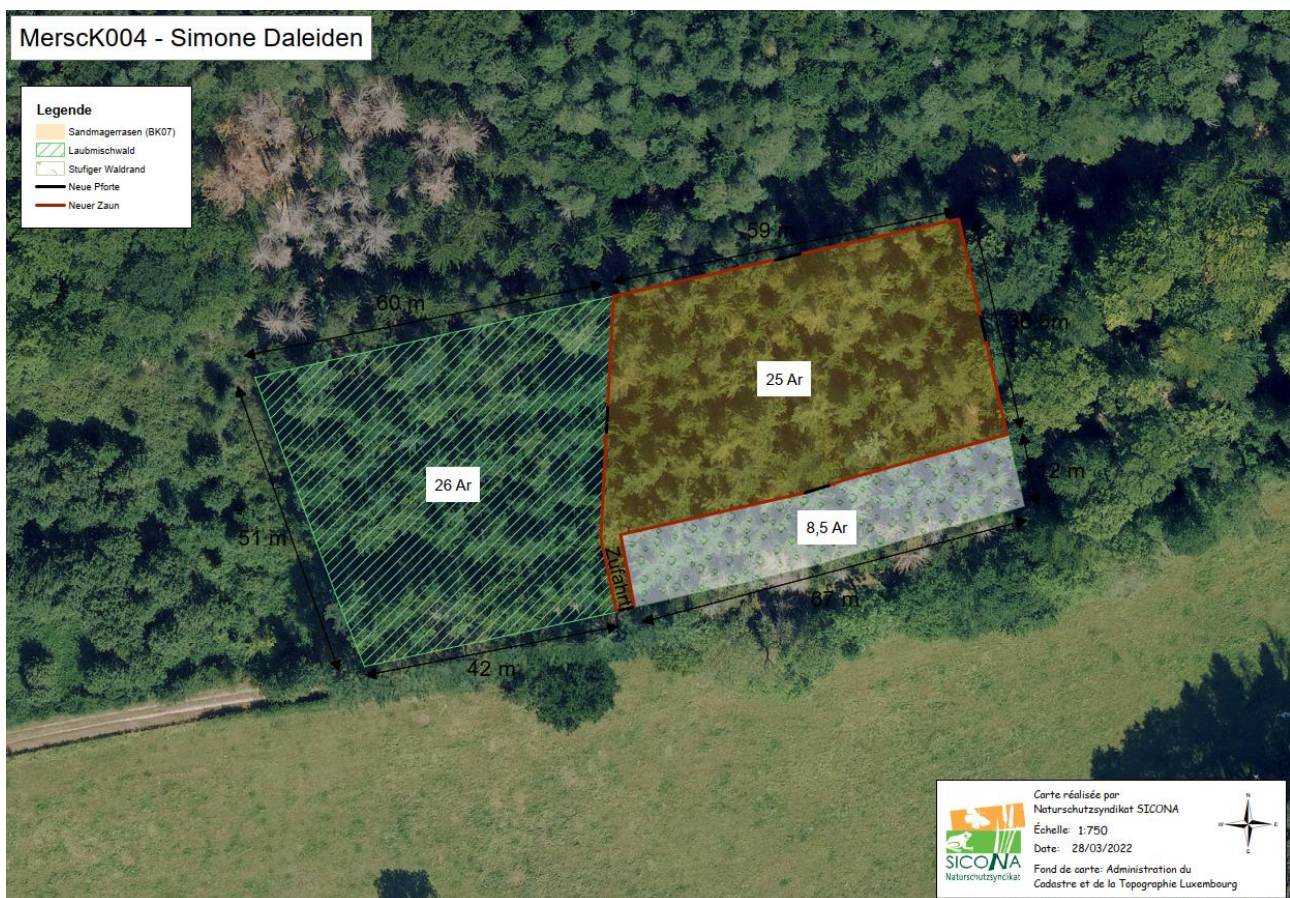 MerscK004 - Simone Daleiden
Legende
Sandmagerrasen (BK07)
Laubmischwald
Stufiger Waldrand
Neue Pforte
Neuer Zaun
59 m
60 m
25 Ar
26 Ar
51 m
8,5 Ar
Zufahrt
67 m
42 m
Carte réalisée par
Naturschutzsyndikat SICONA
Échelle: 1:750
Date: 28/03/2022
Fond de carte: Administration du
Cadastre et de la Topographie Luxembourg
SICONA
Naturschutzsyndikat
N
W
E
S